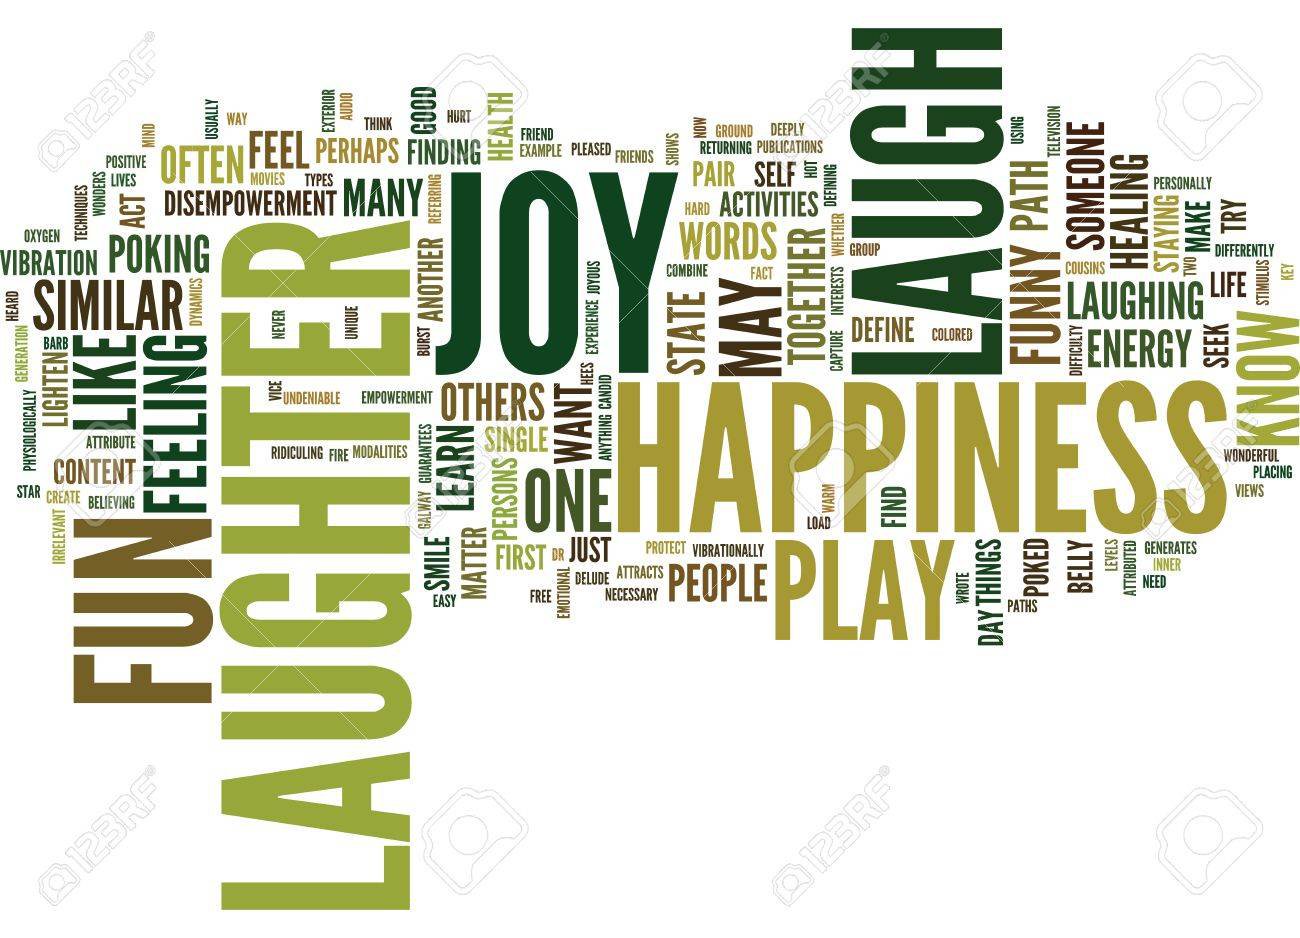 LAUGHTER
JOY
HAPPINESS
LAUGH
FUN
PLAY
OXYGEN
TECHNIQUES
WONDERS
POSITIVE
LIVES
ACT
MIND
USUALLY
WAY
OFTEN
FEEL
MOVIES
TYPES
EXTERIOR
AUDIO
PERHAPS
THINK
GOOD
HURT
FINDING
HEALTH
FRIEND
EXAMPLE
PLEASED
FRIENDS
SHOWS
DISEMPOWERMENT
MANY
REFERRING
VIBRATION
POKING
HEARD
SIMILAR
DYNAMICS
NEVER
UNIQUE
ANOTHER
BURST
GENERATION
BARB
LIGHTEN
LIKE
FEELING
PHYSIOLOGICALLY
ATTRIBUTE
CONTENT
STAR
CREATE
BELIEVING
IRRELEVANT
VICE
UNDENIABLE
EMPOWERMENT
RIDICULING
FIRE
MODALITIES
GALWAY
GUARANTEES
LEARN
OTHERS
SINGLE
PERSONS
ONE
WANT
HEES
CANDID
ANYTHING
EXPERIENCE
JOYOUS
SMILE
EASY
MATTER
FIRST
DR
JUST
FREE
EMOTIONAL
DELUDE
ATTRACTS
NECESSARY
PROTECT
VIBRATIONALLY
PEOPLE
NOW
GROUND
DEEPLY
RETURNING
PUBLICATIONS
PAIR
SELF
HOT
DEFINING
HARD
ACTIVITIES
WORDS
COMBINE
FACT
STATE
MAY
TOGETHER
WHETHER
GROUP
CAPTURE
INTERESTS
DEFINE
COLORED
USING
TELEVISION
FUNNY
PATH
SOMEONE
COUSINS
HEALING
PERSONALLY
STAYING
TWO
MAKE
TRY
DIFFERENTLY
STIMULUS
KEY
LAUGHING
LIFE
DIFFICULTY
ENERGY
SEEK
KNOW
WONDERFUL
PLACING
VIEWS
LOAD
WARM
FIND
WROTE
DAY
THINGS
PATHS
POKED
BELLY
LEVELS
ATTRIBUTED
GENERATES
INNER
NEED
123RF
123RF
123RF
123RF
123RF
123RF
123RF
123RF